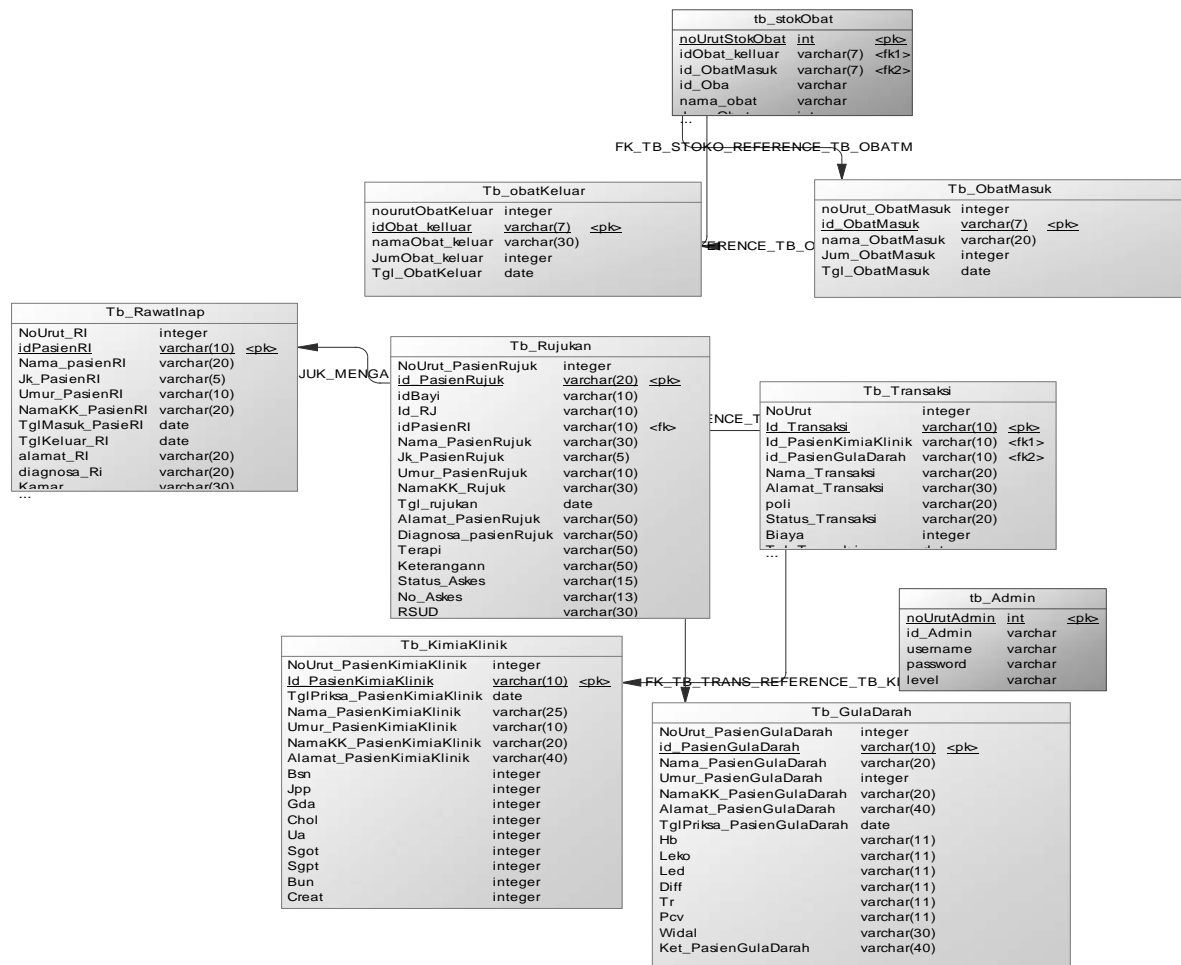 tb_stokObat
noUrutStokObat int <pk>
idObat_kelluar varchar(7) <fk1>
id_ObatMasuk varchar(7) <fk2>
id_Oba varchar
nama_obat varchar
...
FK_TB_STOKO_REFERENCE_TB_OBATM
Tb_obatKeluar
nourutObatKeluar integer
idObat_kelluar varchar(7) <pk>
namaObat_keluar varchar(30)
JumObat_keluar integer
Tgl_ObatKeluar date
ERENCE_TB_O
Tb_ObatMasuk
noUrut_ObatMasuk integer
id_ObatMasuk varchar(7) <pk>
nama_ObatMasuk varchar(20)
Jum_ObatMasuk integer
Tgl_ObatMasuk date
Tb_RawatInap
NoUrut_RI integer
idPasienRI varchar(10) <pk>
Nama_pasienRI varchar(20)
Jk_PasienRI varchar(5)
Umur_PasienRI varchar(10)
NamaKK_PasienRI varchar(20)
TglMasuk_PasieRI date
TglKeluar_RI date
alamat_RI varchar(20)
diagnosa_Ri varchar(20)
Kamar varchar(30)
...
JUK_MENGA
Tb_Rujukan
NoUrut_PasienRujuk integer
id_PasienRujuk varchar(20) <pk>
idBayi varchar(10)
Id_RJ varchar(10)
idPasienRI varchar(10) <fk>
Nama_PasienRujuk varchar(30)
Jk_PasienRujuk varchar(5)
Umur_PasienRujuk varchar(10)
NamaKK_Rujuk varchar(30)
Tgl_rujukan date
Alamat_PasienRujuk varchar(50)
Diagnosa_pasienRujuk varchar(50)
Terapi varchar(50)
Keterangann varchar(50)
Status_Askes varchar(15)
No_Askes varchar(13)
RSUD varchar(30)
ENCE_T
Tb_Transaksi
NoUrut integer
Id_Transaksi varchar(10) <pk>
Id_PasienKimiaKlinik varchar(10) <fk1>
id_PasienGulaDarah varchar(10) <fk2>
Nama_Transaksi varchar(20)
Alamat_Transaksi varchar(30)
poli varchar(20)
Status_Transaksi varchar(20)
Biaya integer
...
tb_Admin
noUrutAdmin int <pk>
id_Admin varchar
username varchar
password varchar
level varchar
Tb_KimiaKlinik
NoUrut_PasienKimiaKlinik integer
Id_PasienKimiaKlinik varchar(10) <pk>
TglPriksa_PasienKimiaKlinik date
Nama_PasienKimiaKlinik varchar(25)
Umur_PasienKimiaKlinik varchar(10)
NamaKK_PasienKimiaKlinik varchar(20)
Alamat_PasienKimiaKlinik varchar(40)
Bsn integer
Jpp integer
Gda integer
Chol integer
Ua integer
Sgot integer
Sgpt integer
Bun integer
Creat integer
FK_TB_TRANS_REFERENCE_TB_KI
Tb_GulaDarah
NoUrut_PasienGulaDarah integer
id_PasienGulaDarah varchar(10) <pk>
Nama_PasienGulaDarah varchar(20)
Umur_PasienGulaDarah integer
NamaKK_PasienGulaDarah varchar(20)
Alamat_PasienGulaDarah varchar(40)
TglPriksa_PasienGulaDarah date
Hb varchar(11)
Leko varchar(11)
Led varchar(11)
Diff varchar(11)
Tr varchar(11)
Pcv varchar(11)
Widal varchar(30)
Ket_PasienGulaDarah varchar(40)